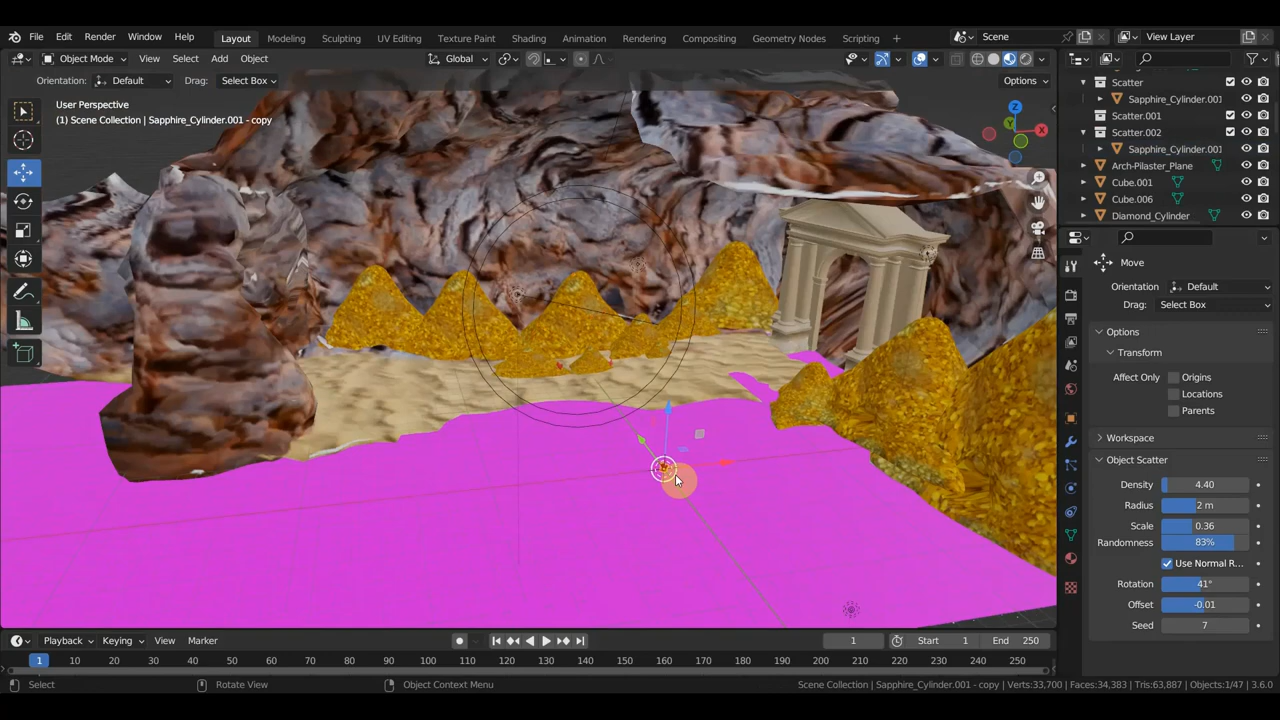 File Edit Render Window Help Layout Modeling Sculpting UV Editing Texture Paint Shading Animation Rendering Compositing Geometry Nodes Scripting + Scene View Layer
Object Mode View Select Add Object Global
Orientation: Default Drag: Select Box Options
User Perspective
(1) Scene Collection | Sapphire_Cylinder.001 - copy
Z
Y
X
Scatter
Sapphire_Cylinder.001
Scatter.001
Scatter.002
Sapphire_Cylinder.001
Arch-Pilaster_Plane
Cube.001
Cube.006
Diamond_Cylinder
Move
Orientation Default
Drag: Select Box
Options
Transform
Affect Only Origins
Locations
Parents
Workspace
Object Scatter
Density 4.40
Radius 2 m
Scale 0.36
Randomness 83%
Use Normal R...
Rotation 41°
Offset -0.01
Seed 7
Playback Keying View Marker 1 Start 1 End 250
1 10 20 30 40 50 60 70 80 90 100 110 120 130 140 150 160 170 180 190 200 210 220 230 240 250
Select Rotate View Object Context Menu Scene Collection | Sapphire_Cylinder.001 - copy | Verts:33,700 | Faces:34,383 | Tris:63,887 | Objects:1/47 | 3.6.0